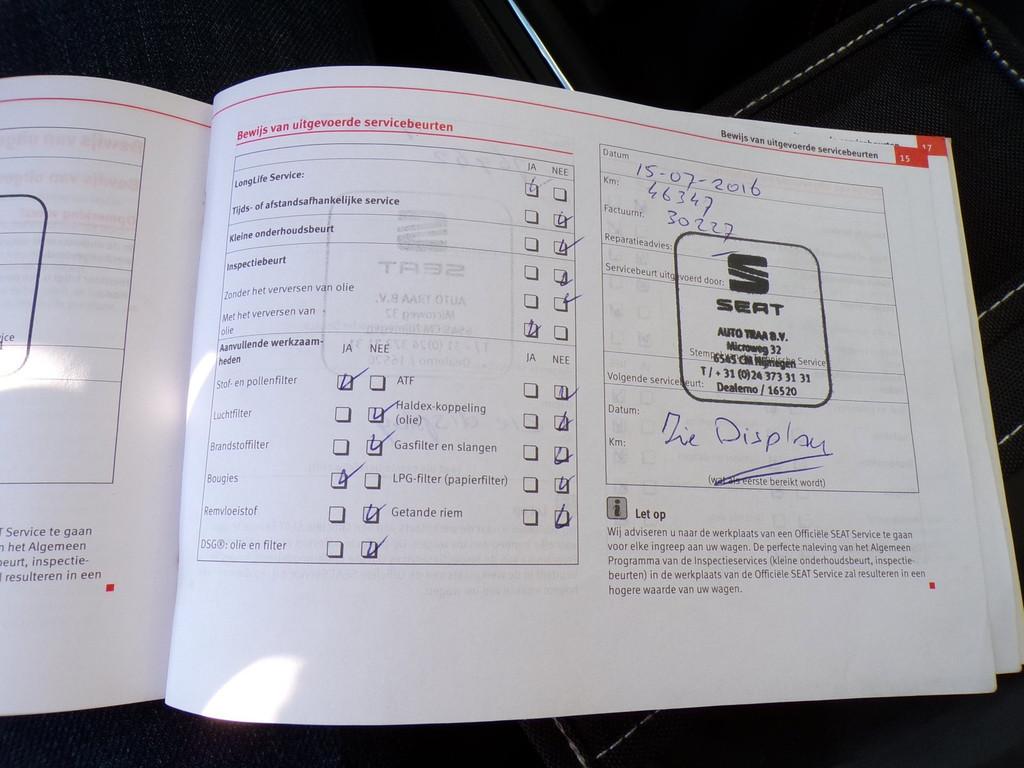 ice
T Service te gaan
n het Algemeen
beurt, inspectie-
l resulteren in een
Bewijs van uitgevoerde servicebeurten
JA NEE
LongLife Service:
Tijds- of afstandsafhankelijke service
Kleine onderhoudsbeurt
Inspectiebeurt
Zonder het verversen van olie
Met het verversen van
olie
Aanvullende werkzaam-
heden
JA NEE
JA NEE
Stof- en pollenfilter
ATF
Luchtfilter
Haldex-koppeling
(olie)
Brandstoffilter
Gasfilter en slangen
Bougies
LPG-filter (papierfilter)
Remvloeistof
Getande riem
DSG®: olie en filter
17
Bewijs van uitgevoerde servicebeurten
Bewijs van uitgevoerde servicebeurten 15
Datum 15-07-2016
Km: 46347
Factuurnr. 30227
Reparatieadvies:
Servicebeurt uitgevoerd door:
SEAT
AUTO TRAA B.V.
Microweg 32
6545 CM Nijmegen
T / + 31 (0)24 373 31 31
Dealerno / 16520
Volgende servicebeurt:
Datum:
Zie Display
Km:
(wat als eerste bereikt wordt)
i Let op
Wij adviseren u naar de werkplaats van een Officiële SEAT Service te gaan
voor elke ingreep aan uw wagen. De perfecte naleving van het Algemeen
Programma van de Inspectieservices (kleine onderhoudsbeurt, inspectie-
beurten) in de werkplaats van de Officiële SEAT Service zal resulteren in een
hogere waarde van uw wagen.